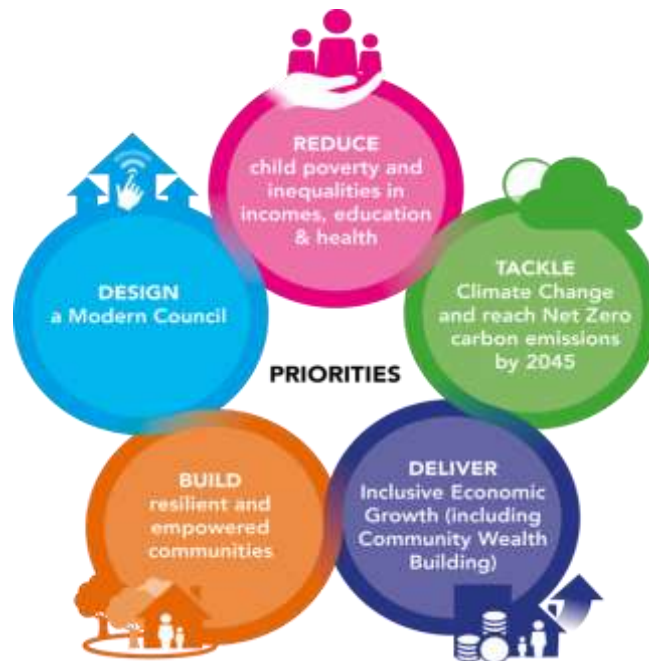 REDUCE
child poverty and
inequalities in
incomes, education
& health
TACKLE
Climate Change
and reach Net Zero
carbon emissions
by 2045
DELIVER
Inclusive Economic
Growth (including
Community Wealth
Building)
BUILD
resilient and
empowered
communities
DESIGN
a Modern Council
PRIORITIES